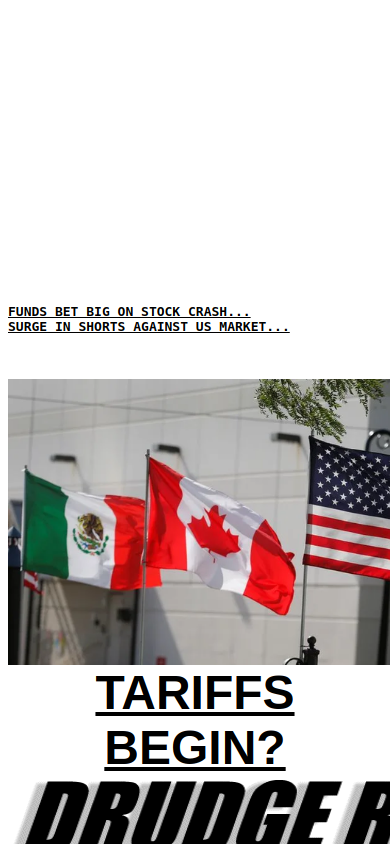 FUNDS BET BIG ON STOCK CRASH...
SURGE IN SHORTS AGAINST US MARKET...
TARIFFS
BEGIN?
DRUDGE R